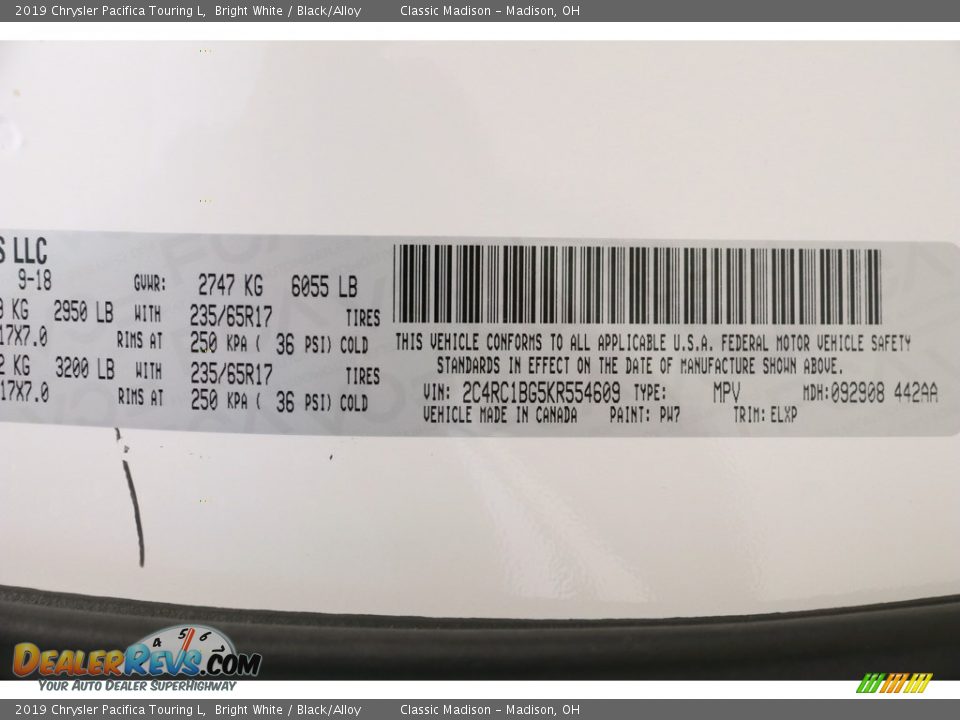 2019 Chrysler Pacifica Touring L, Bright White / Black/Alloy Classic Madison - Madison, OH
S LLC
9-18 GVWR: 2747 KG 6055 LB
KG 2950 LB WITH 235/65R17 TIRES
17X7.0 RIMS AT 250 KPA ( 36 PSI) COLD
KG 3200 LB WITH 235/65R17 TIRES
17X7.0 RIMS AT 250 KPA ( 36 PSI) COLD
THIS VEHICLE CONFORMS TO ALL APPLICABLE U.S.A. FEDERAL MOTOR VEHICLE SAFETY
STANDARDS IN EFFECT ON THE DATE OF MANUFACTURE SHOWN ABOVE.
VIN: 2C4RC1BG5KR554609 TYPE: MPV MDH:092908 442AA
VEHICLE MADE IN CANADA PAINT: PW7 TRIM: ELXP
4 5 6
DEALERREVS.COM
YOUR AUTO DEALER SUPERHIGHWAY
2019 Chrysler Pacifica Touring L, Bright White / Black/Alloy Classic Madison - Madison, OH